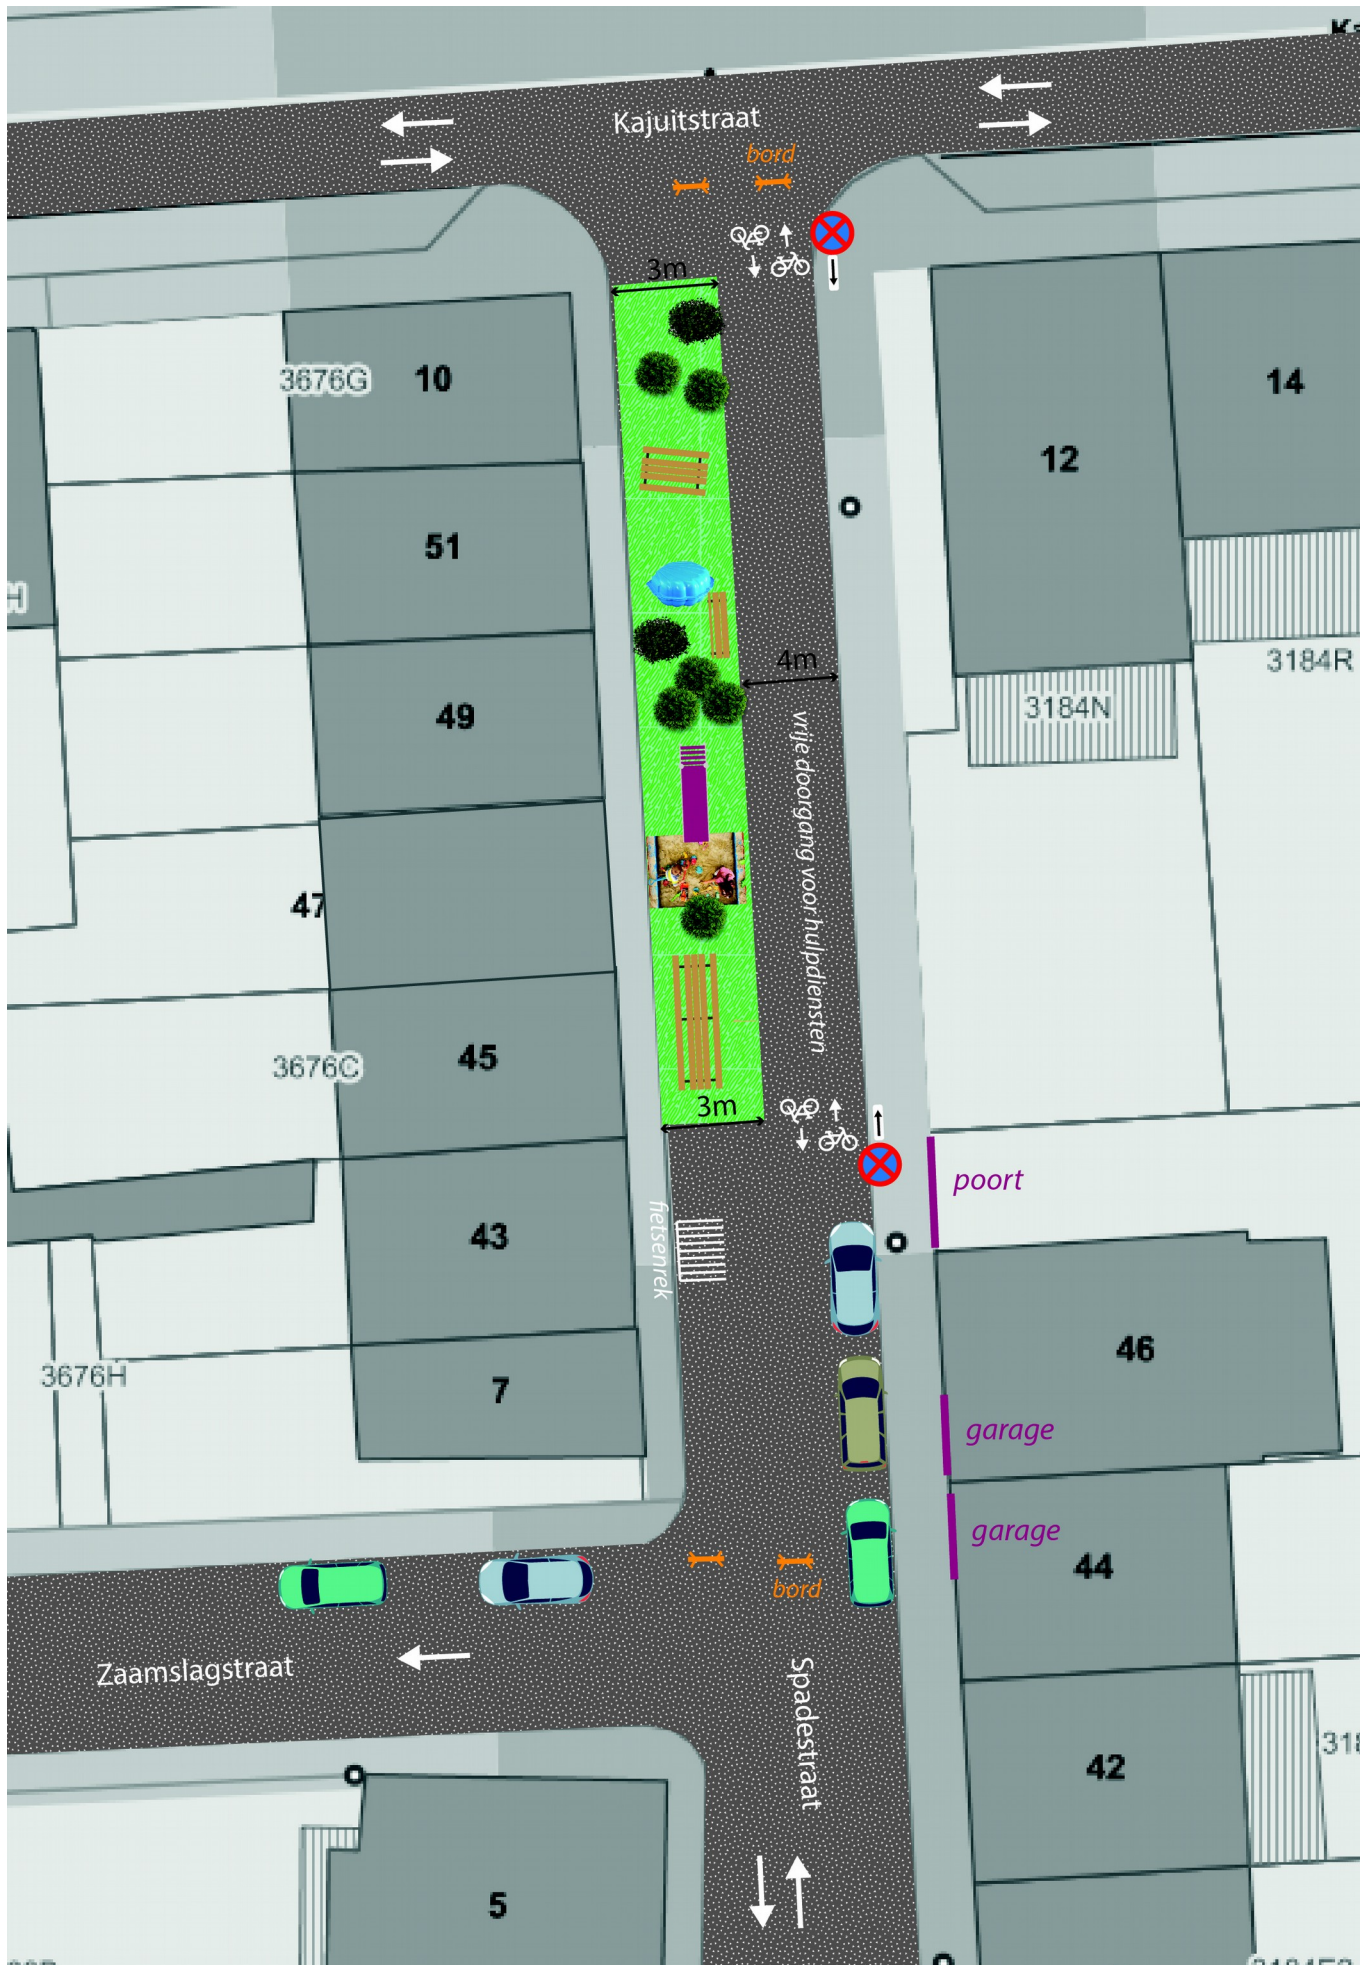 Kajuitstraat
bord
3m
3676G
10
14
12
51
3184R
4m
3184N
49
vrije doorgang voor hulpdiensten
47
3676C
45
3m
poort
fietsenrek
43
46
3676H
7
garage
garage
44
bord
Zaamslagstraat
Spadestraat
42
5